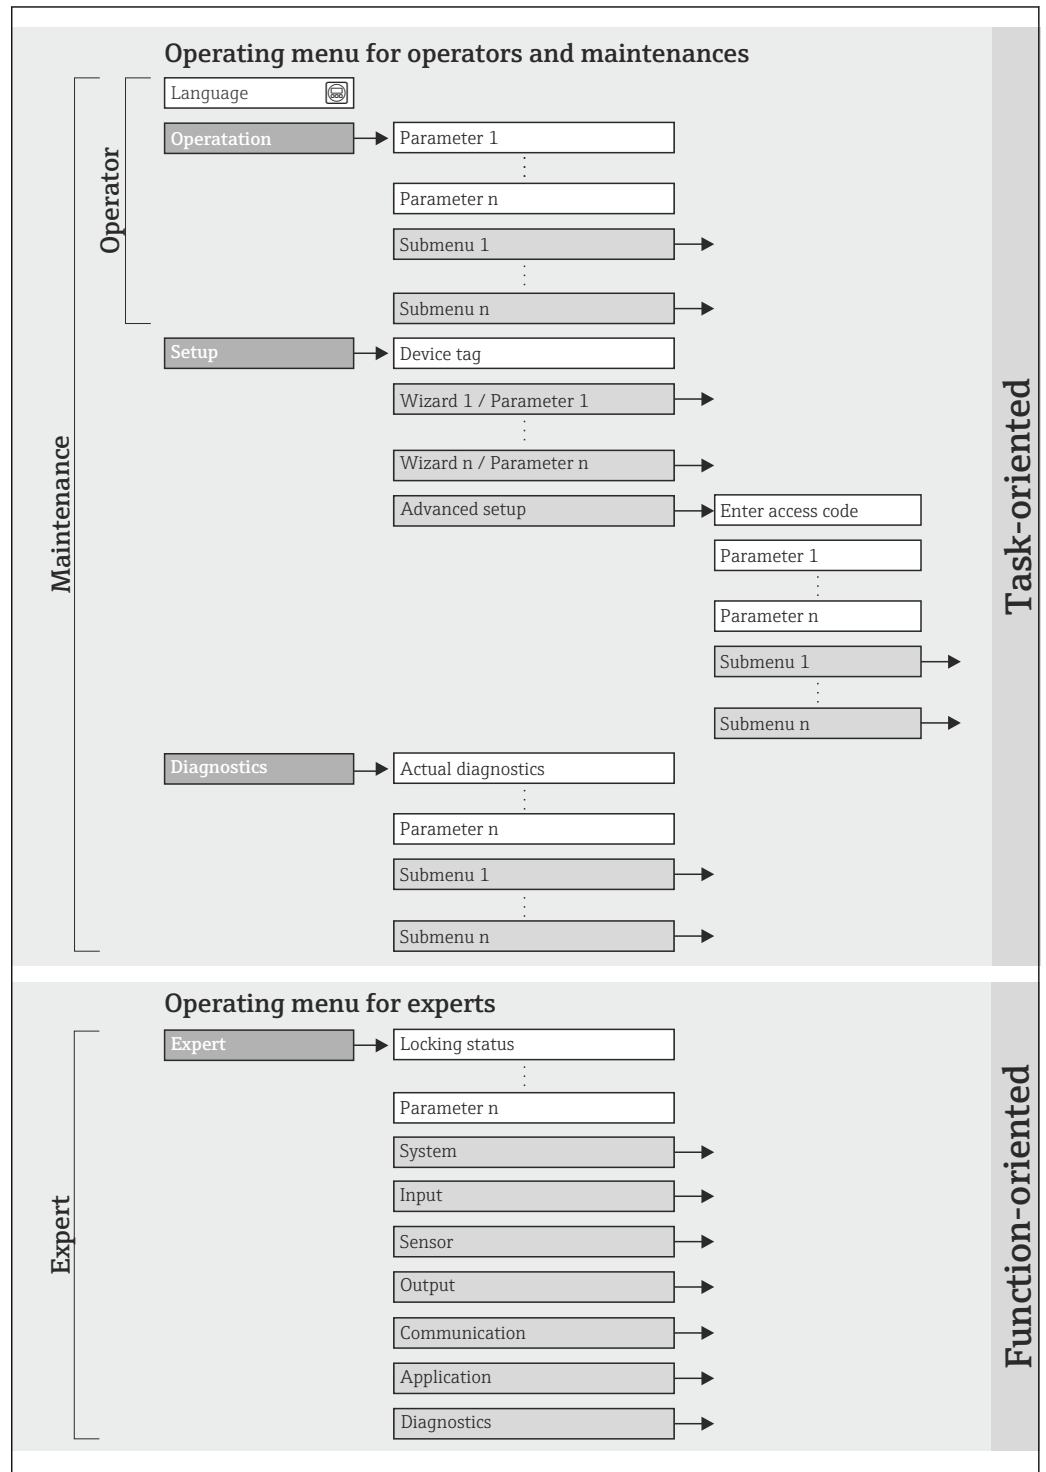 Operating menu for operators and maintenances
Language
Operatation
Parameter 1
Parameter n
Submenu 1
Submenu n
Operator
Setup
Device tag
Wizard 1 / Parameter 1
Wizard n / Parameter n
Advanced setup
Enter access code
Parameter 1
Parameter n
Submenu 1
Submenu n
Maintenance
Diagnostics
Actual diagnostics
Parameter n
Submenu 1
Submenu n
Task-oriented
Operating menu for experts
Expert
Locking status
Parameter n
System
Input
Sensor
Output
Communication
Application
Diagnostics
Expert
Function-oriented